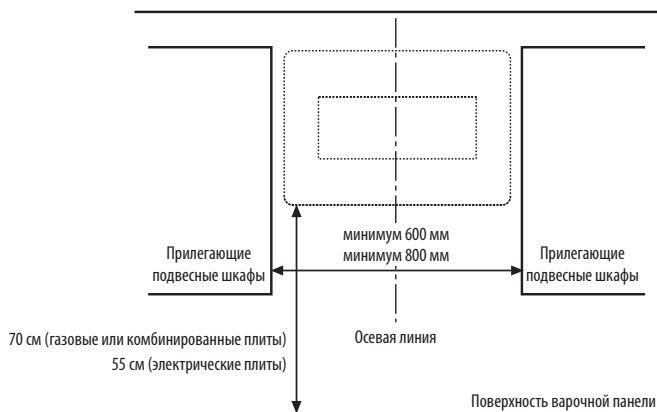 минимум 600 мм
минимум 800 мм
Прилегающие
подвесные шкафы
Прилегающие
подвесные шкафы
70 см (газовые или комбинированные плиты)
55 см (электрические плиты)
Осевая линия
Поверхность варочной панели